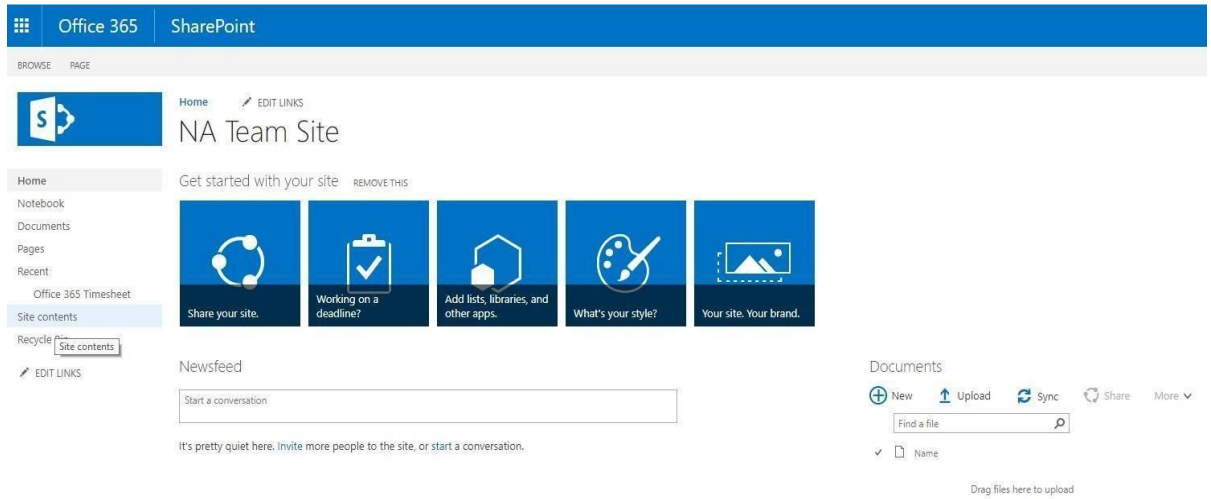 Office 365 SharePoint
BROWSE PAGE
S
Home EDIT LINKS
NA Team Site
Home
Notebook
Documents
Pages
Recent
Office 365 Timesheet
Site contents
Recycle
Site contents
EDIT LINKS
Get started with your site REMOVE THIS
Share your site.
Working on a
deadline?
Add lists, libraries, and
other apps.
What's your style?
Your site. Your brand.
Newsfeed
Start a conversation
It's pretty quiet here. Invite more people to the site, or start a conversation.
Documents
New Upload Sync Share More
Find a file
Name
Drag files here to upload